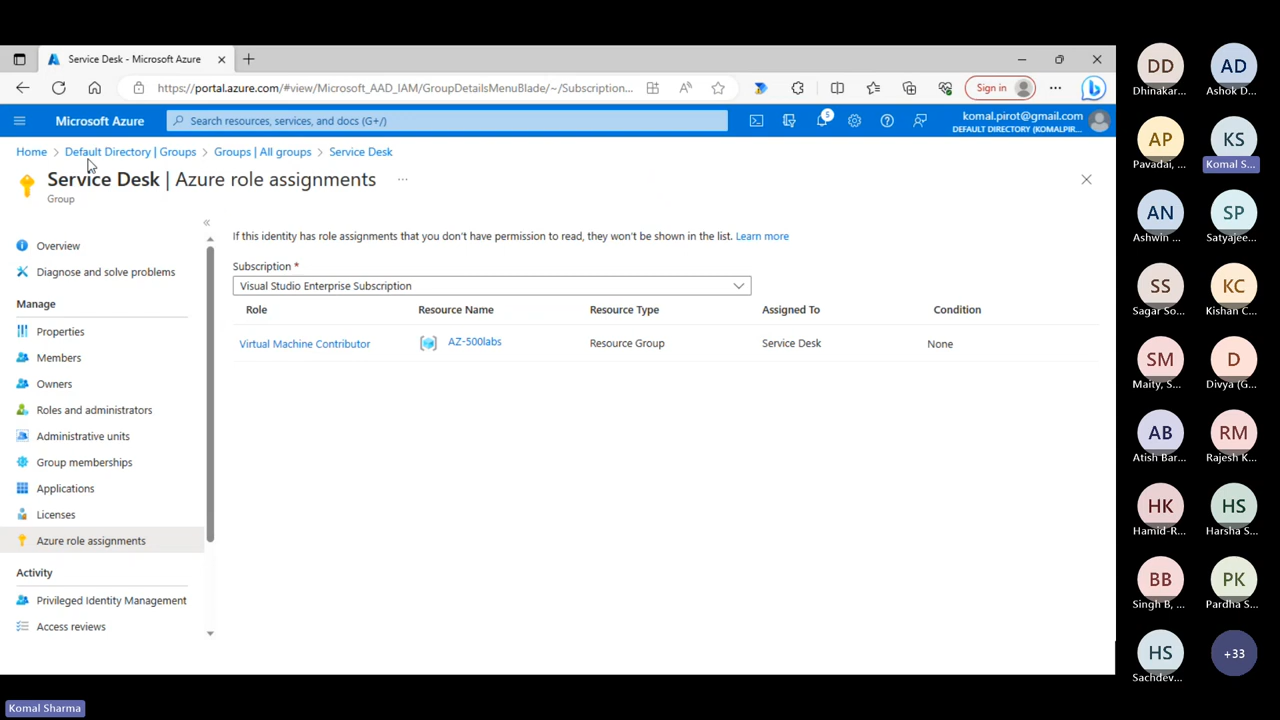 Service Desk - Microsoft Azure
https://portal.azure.com/#view/Microsoft_AAD_IAM/GroupDetailsMenuBlade/~/Subscription...
Sign in
Microsoft Azure
Search resources, services, and docs (G+/)
5
komal.pirot@gmail.com
DEFAULT DIRECTORY (KOMALPIR...
Home > Default Directory | Groups > Groups | All groups > Service Desk
Service Desk | Azure role assignments ...
Group
Overview
Diagnose and solve problems
Manage
Properties
Members
Owners
Roles and administrators
Administrative units
Group memberships
Applications
Licenses
Azure role assignments
Activity
Privileged Identity Management
Access reviews
If this identity has role assignments that you don't have permission to read, they won't be shown in the list. Learn more
Subscription *
Visual Studio Enterprise Subscription
Role Resource Name Resource Type Assigned To Condition
Virtual Machine Contributor AZ-500labs Resource Group Service Desk None
DD AD
Dhinakar... Ashok D...
AP KS
Pavadai, ... Komal S...
AN SP
Ashwin ... Satyajee...
SS KC
Sagar So... Kishan C...
SM D
Maity, S... Divya (G...
AB RM
Atish Bar... Rajesh K...
HK HS
Hamid-R... Harsha S...
BB PK
Singh B, ... Pardha S...
HS +33
Sachdev...
Komal Sharma